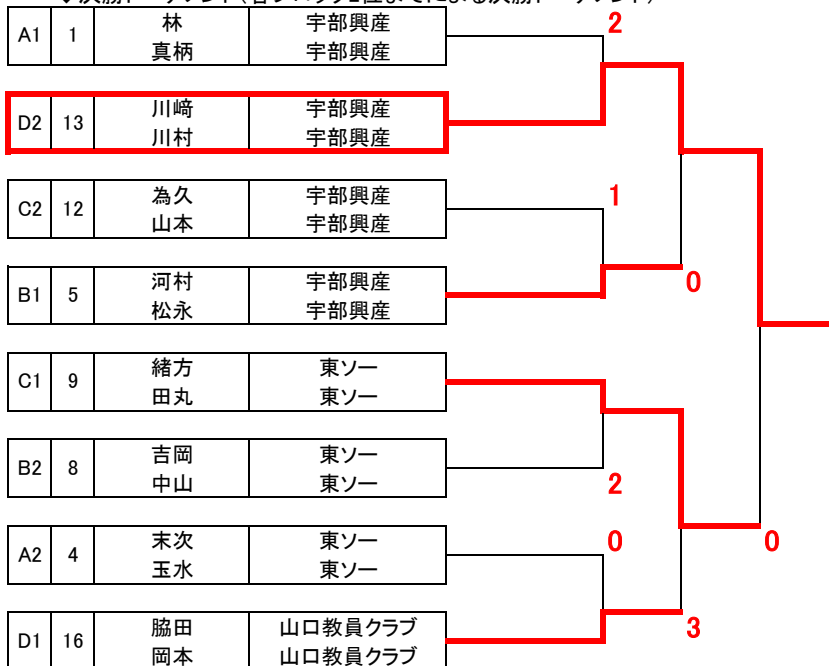 A1 1 林 宇部興産
真柄 宇部興産
2
D2 13 川﨑 宇部興産
川村 宇部興産
C2 12 為久 宇部興産
山本 宇部興産
1
B1 5 河村 宇部興産
松永 宇部興産
0
C1 9 緒方 東ソー
田丸 東ソー
B2 8 吉岡 東ソー
中山 東ソー
2
A2 4 末次 東ソー
玉水 東ソー
0
0
D1 16 脇田 山口教員クラブ
岡本 山口教員クラブ
3